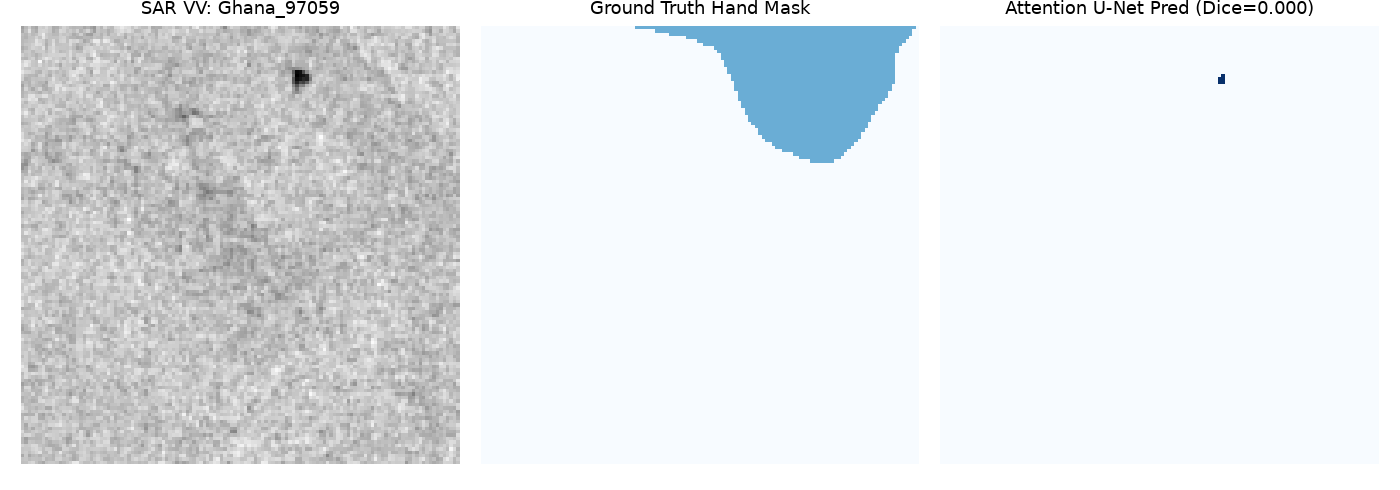 SAR VV: Ghana_97059
Ground Truth Hand Mask
Attention U-Net Pred (Dice=0.000)